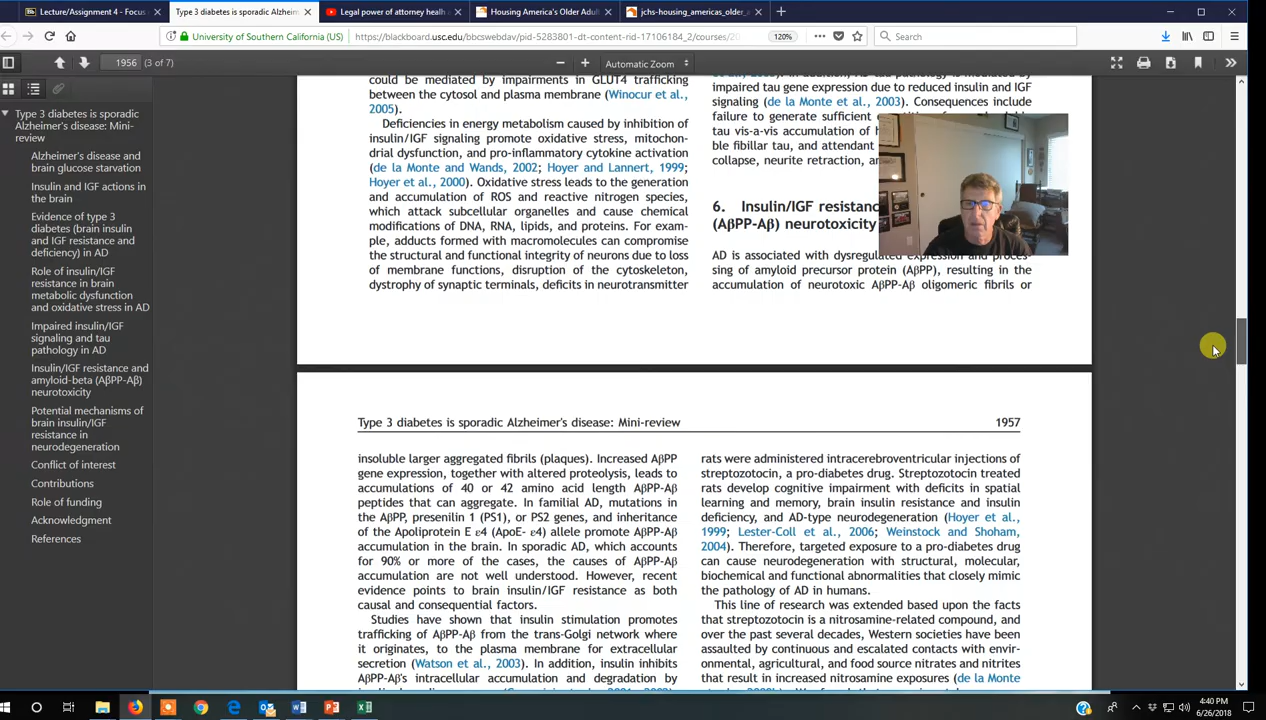 Lecture/Assignment 4 - Focus
Type 3 diabetes is sporadic Alzheim
Legal power of attorney healh a
Housing America's Older Adul
jchs-housing_americas_older_a
University of Southern California (US)
https://blackboard.usc.edu/bbcswebdav/pid-5283801-dt-content-rid-17106184_2/courses/20
120%
Search
1956 (3 of 7)
Automatic Zoom
Type 3 diabetes is sporadic
Alzheimer's disease: Mini-
review
Alzheimer's disease and
brain glucose starvation
Insulin and IGF actions in
the brain
Evidence of type 3
diabetes (brain insulin
and IGF resistance and
deficiency) in AD
Role of insulin/IGF
resistance in brain
metabolic dysfunction
and oxidative stress in AD
Impaired insulin/IGF
signaling and tau
pathology in AD
Insulin/IGF resistance and
amyloid-beta (AβPP-Aβ)
neurotoxicity
Potential mechanisms of
brain insulin/IGF
resistance in
neurodegeneration
Conflict of interest
Contributions
Role of funding
Acknowledgment
References
could be mediated by impairments in GLUT4 trafficking
between the cytosol and plasma membrane (Winocur et al.,
2005).
Deficiencies in energy metabolism caused by inhibition of
insulin/IGF signaling promote oxidative stress, mitochon-
drial dysfunction, and pro-inflammatory cytokine activation
(de la Monte and Wands, 2002; Hoyer and Lannert, 1999;
Hoyer et al., 2000). Oxidative stress leads to the generation
and accumulation of ROS and reactive nitrogen species,
which attack subcellular organelles and cause chemical
modifications of DNA, RNA, lipids, and proteins. For exam-
ple, adducts formed with macromolecules can compromise
the structural and functional integrity of neurons due to loss
of membrane functions, disruption of the cytoskeleton,
dystrophy of synaptic terminals, deficits in neurotransmitter
impaired tau gene expression due to reduced insulin and IGF
signaling (de la Monte et al., 2003). Consequences include
failure to generate sufficient
tau vis-a-vis accumulation of
ble fibillar tau, and attendant
collapse, neurite retraction,
6. Insulin/IGF
(AβPP-Aβ) neurotoxicity
AD is associated with dysregulated expression and proces-
sing of amyloid precursor protein (AβPP), resulting in the
accumulation of neurotoxic AβPP-Aβ oligomeric fibrils or
Type 3 diabetes is sporadic Alzheimer's disease: Mini-review
1957
insoluble larger aggregated fibrils (plaques). Increased AβPP
gene expression, together with altered proteolysis, leads to
accumulations of 40 or 42 amino acid length AβPP-Aβ
peptides that can aggregate. In familial AD, mutations in
the AβPP, presenilin 1 (PS1), or PS2 genes, and inheritance
of the Apoliprotein E ε4 (ApoE- ε4) allele promote AβPP-Aβ
accumulation in the brain. In sporadic AD, which accounts
for 90% or more of the cases, the causes of AβPP-Aβ
accumulation are not well understood. However, recent
evidence points to brain insulin/IGF resistance as both
causal and consequential factors.
Studies have shown that insulin stimulation promotes
trafficking of AβPP-Aβ from the trans-Golgi network where
it originates, to the plasma membrane for extracellular
secretion (Watson et al., 2003). In addition, insulin inhibits
AβPP-Aβ's intracellular accumulation and degradation by
rats were administered intracerebroventricular injections of
streptozotocin, a pro-diabetes drug. Streptozotocin treated
rats develop cognitive impairment with deficits in spatial
learning and memory, brain insulin resistance and insulin
deficiency, and AD-type neurodegeneration (Hoyer et al.,
1999; Lester-Coll et al., 2006; Weinstock and Shoham,
2004). Therefore, targeted exposure to a pro-diabetes drug
can cause neurodegeneration with structural, molecular,
biochemical and functional abnormalities that closely mimic
the pathology of AD in humans.
This line of research was extended based upon the facts
that streptozotocin is a nitrosamine-related compound, and
over the past several decades, Western societies have been
assaulted by continuous and escalated contacts with envir-
onmental, agricultural, and food source nitrates and nitrites
that result in increased nitrosamine exposures (de la Monte
4:40 PM
6/26/2018